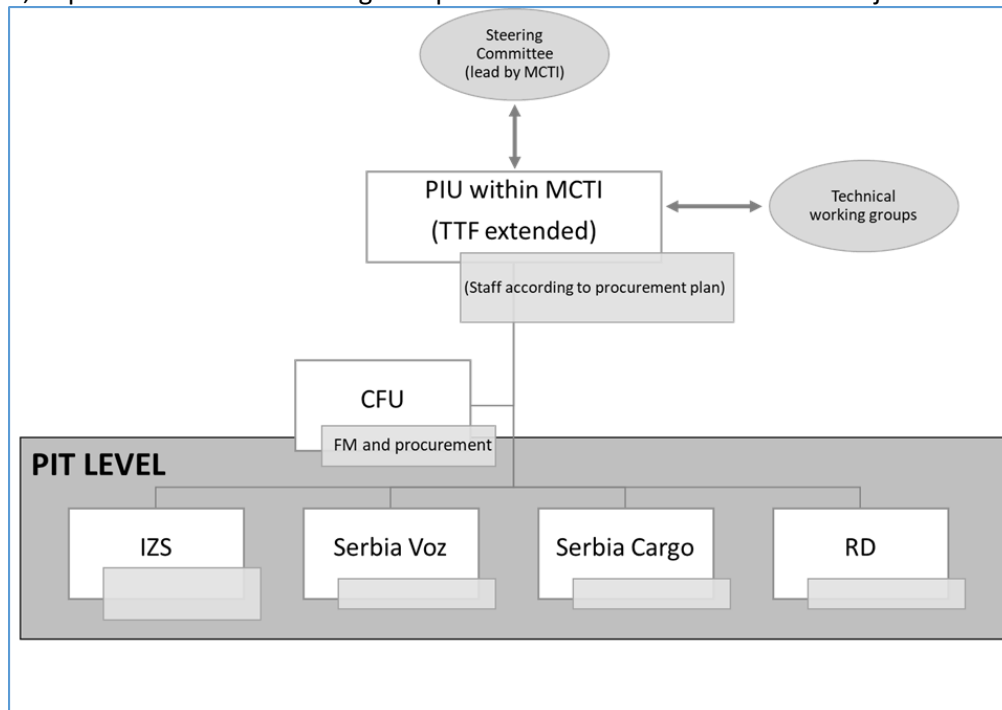 Steering
Committee
(lead by MCTI)
PIU within MCTI
(TTF extended)
Technical
working groups
(Staff according to procurement plan)
CFU
FM and procurement
PIT LEVEL
IZS
Serbia Voz
Serbia Cargo
RD